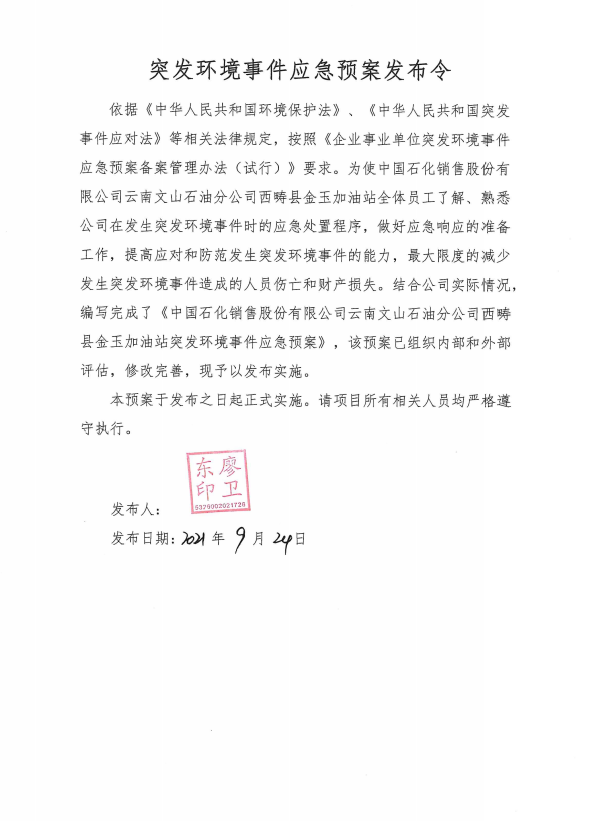 突发环境事件应急预案发布令
依据《中华人民共和国环境保护法》、《中华人民共和国突发
事件应对法》等相关法律规定，按照《企业事业单位突发环境事件
应急预案备案管理办法（试行）》要求。为使中国石化销售股份有
限公司云南文山石油分公司西畴县金玉加油站全体员工了解、熟悉
公司在发生突发环境事件时的应急处置程序，做好应急响应的准备
工作，提高应对和防范发生突发环境事件的能力，最大限度的减少
发生突发环境事件造成的人员伤亡和财产损失。结合公司实际情况，
编写完成了《中国石化销售股份有限公司云南文山石油分公司西畴
县金玉加油站突发环境事件应急预案》，该预案已组织内部和外部
评估，修改完善，现予以发布实施。
本预案于发布之日起正式实施。请项目所有相关人员均严格遵
守执行。
廖卫
东印
5379002021726
发布人：
发布日期：2021年9月24日